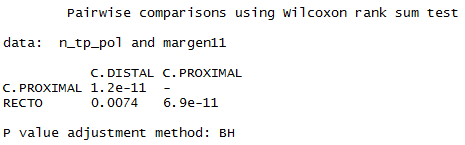 Pairwise comparisons using Wilcoxon rank sum test
data:  n_tp_pol and margen11
C.DISTAL C.PROXIMAL
C.PROXIMAL 1.2e-11 -
RECTO 0.0074 6.9e-11
P value adjustment method: BH